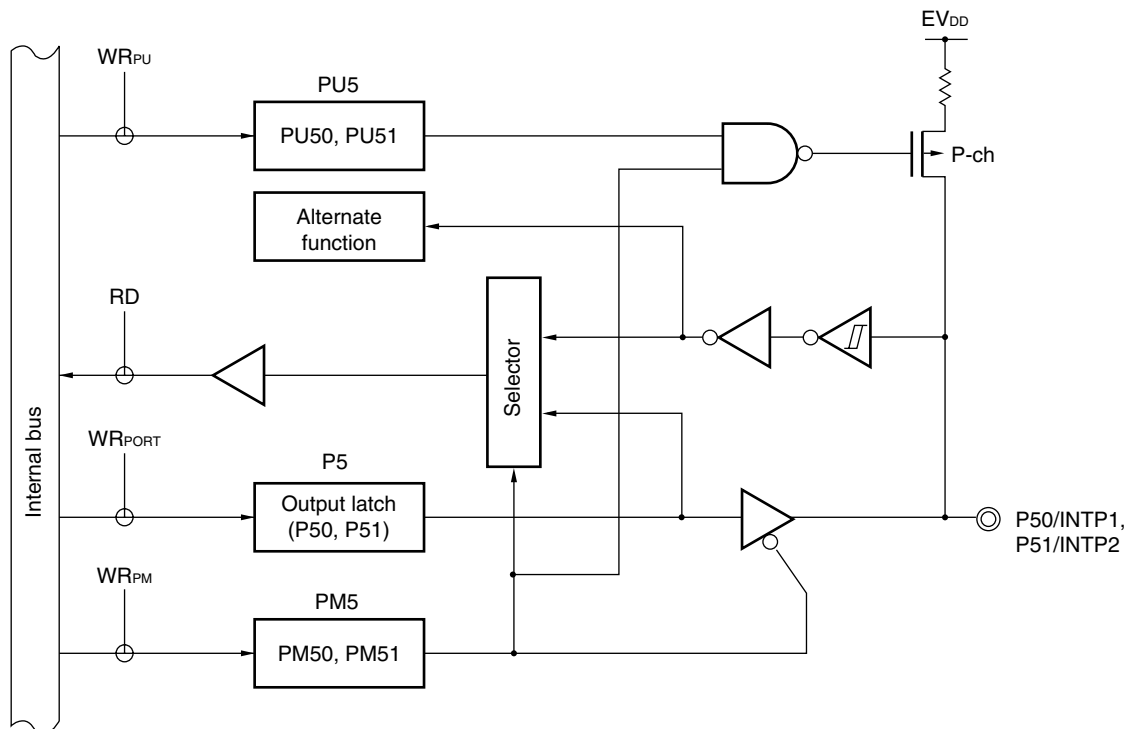 EVDD
WRPU
PU5
PU50, PU51
P-ch
Alternate
function
RD
Selector
Internal bus
WRPORT
P5
Output latch
(P50, P51)
P50/INTP1,
P51/INTP2
WRPM
PM5
PM50, PM51